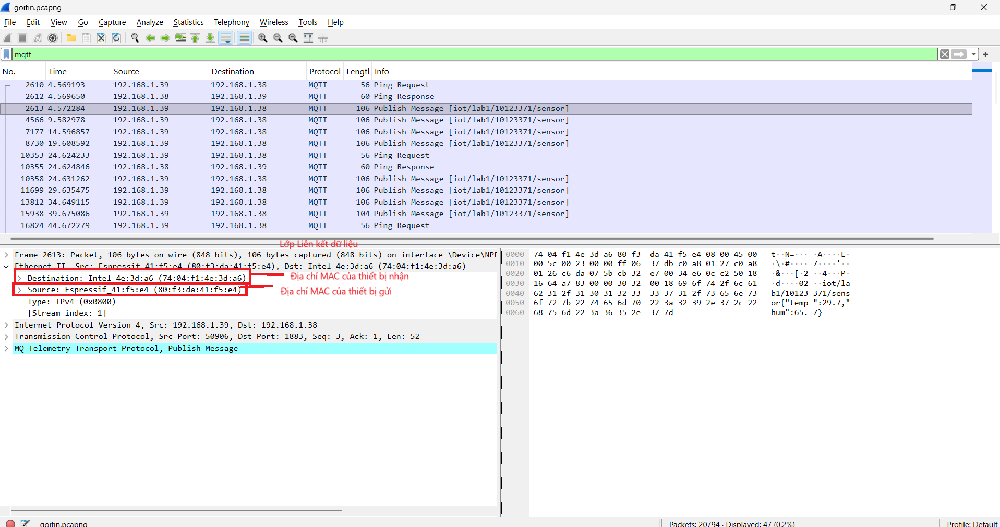 goitin.pcapng
File Edit View Go Capture Analyze Statistics Telephony Wireless Tools Help
mqtt
No. Time Source Destination Protocol Length Info
2610 4.569193 192.168.1.39 192.168.1.38 MQTT 56 Ping Request
2612 4.569650 192.168.1.38 192.168.1.39 MQTT 60 Ping Response
2613 4.572284 192.168.1.39 192.168.1.38 MQTT 106 Publish Message [iot/lab1/10123371/sensor]
4566 9.582978 192.168.1.39 192.168.1.38 MQTT 106 Publish Message [iot/lab1/10123371/sensor]
7177 14.596857 192.168.1.39 192.168.1.38 MQTT 106 Publish Message [iot/lab1/10123371/sensor]
8730 19.608592 192.168.1.39 192.168.1.38 MQTT 106 Publish Message [iot/lab1/10123371/sensor]
10353 24.624233 192.168.1.39 192.168.1.38 MQTT 56 Ping Request
10355 24.624846 192.168.1.38 192.168.1.39 MQTT 60 Ping Response
10358 24.631262 192.168.1.39 192.168.1.38 MQTT 106 Publish Message [iot/lab1/10123371/sensor]
11699 29.635475 192.168.1.39 192.168.1.38 MQTT 106 Publish Message [iot/lab1/10123371/sensor]
13812 34.649115 192.168.1.39 192.168.1.38 MQTT 106 Publish Message [iot/lab1/10123371/sensor]
15938 39.675086 192.168.1.39 192.168.1.38 MQTT 104 Publish Message [iot/lab1/10123371/sensor]
16824 44.672279 192.168.1.39 192.168.1.38 MQTT 56 Ping Request
Lớp Liên kết dữ liệu
Frame 2613: Packet, 106 bytes on wire (848 bits), 106 bytes captured (848 bits) on interface \Device\NPF
Ethernet II, Src: Espressif_41:f5:e4 (80:f3:da:41:f5:e4), Dst: Intel_4e:3d:a6 (74:04:f1:4e:3d:a6)
Destination: Intel_4e:3d:a6 (74:04:f1:4e:3d:a6)
Địa chỉ MAC của thiết bị nhận
Source: Espressif_41:f5:e4 (80:f3:da:41:f5:e4)
Địa chỉ MAC của thiết bị gửi
Type: IPv4 (0x0800)
[Stream index: 1]
Internet Protocol Version 4, Src: 192.168.1.39, Dst: 192.168.1.38
Transmission Control Protocol, Src Port: 50906, Dst Port: 1883, Seq: 3, Ack: 1, Len: 52
MQ Telemetry Transport Protocol, Publish Message
0000 74 04 f1 4e 3d a6 80 f3 da 41 f5 e4 08 00 45 00 t··N=··· ·A····E·
0010 00 5c 00 23 00 00 ff 06 37 db c0 a8 01 27 c0 a8 ·\·#···· 7····'··
0020 01 26 c6 da 07 5b cb 32 e7 00 34 e6 0c c2 50 18 ·&···[·2 ··4···P·
0030 16 64 a7 83 00 00 30 32 00 18 69 6f 74 2f 6c 61 ·d····02 ··iot/la
0040 62 31 2f 31 30 31 32 33 33 37 31 2f 73 65 6e 73 b1/10123 371/sens
0050 6f 72 7b 22 74 65 6d 70 22 3a 32 39 2e 37 2c 22 or{"temp ":29.7,"
0060 68 75 6d 22 3a 36 35 2e 37 7d hum":65. 7}
goitin.pcapng
Packets: 20794 · Displayed: 47 (0.2%)
Profile: Default